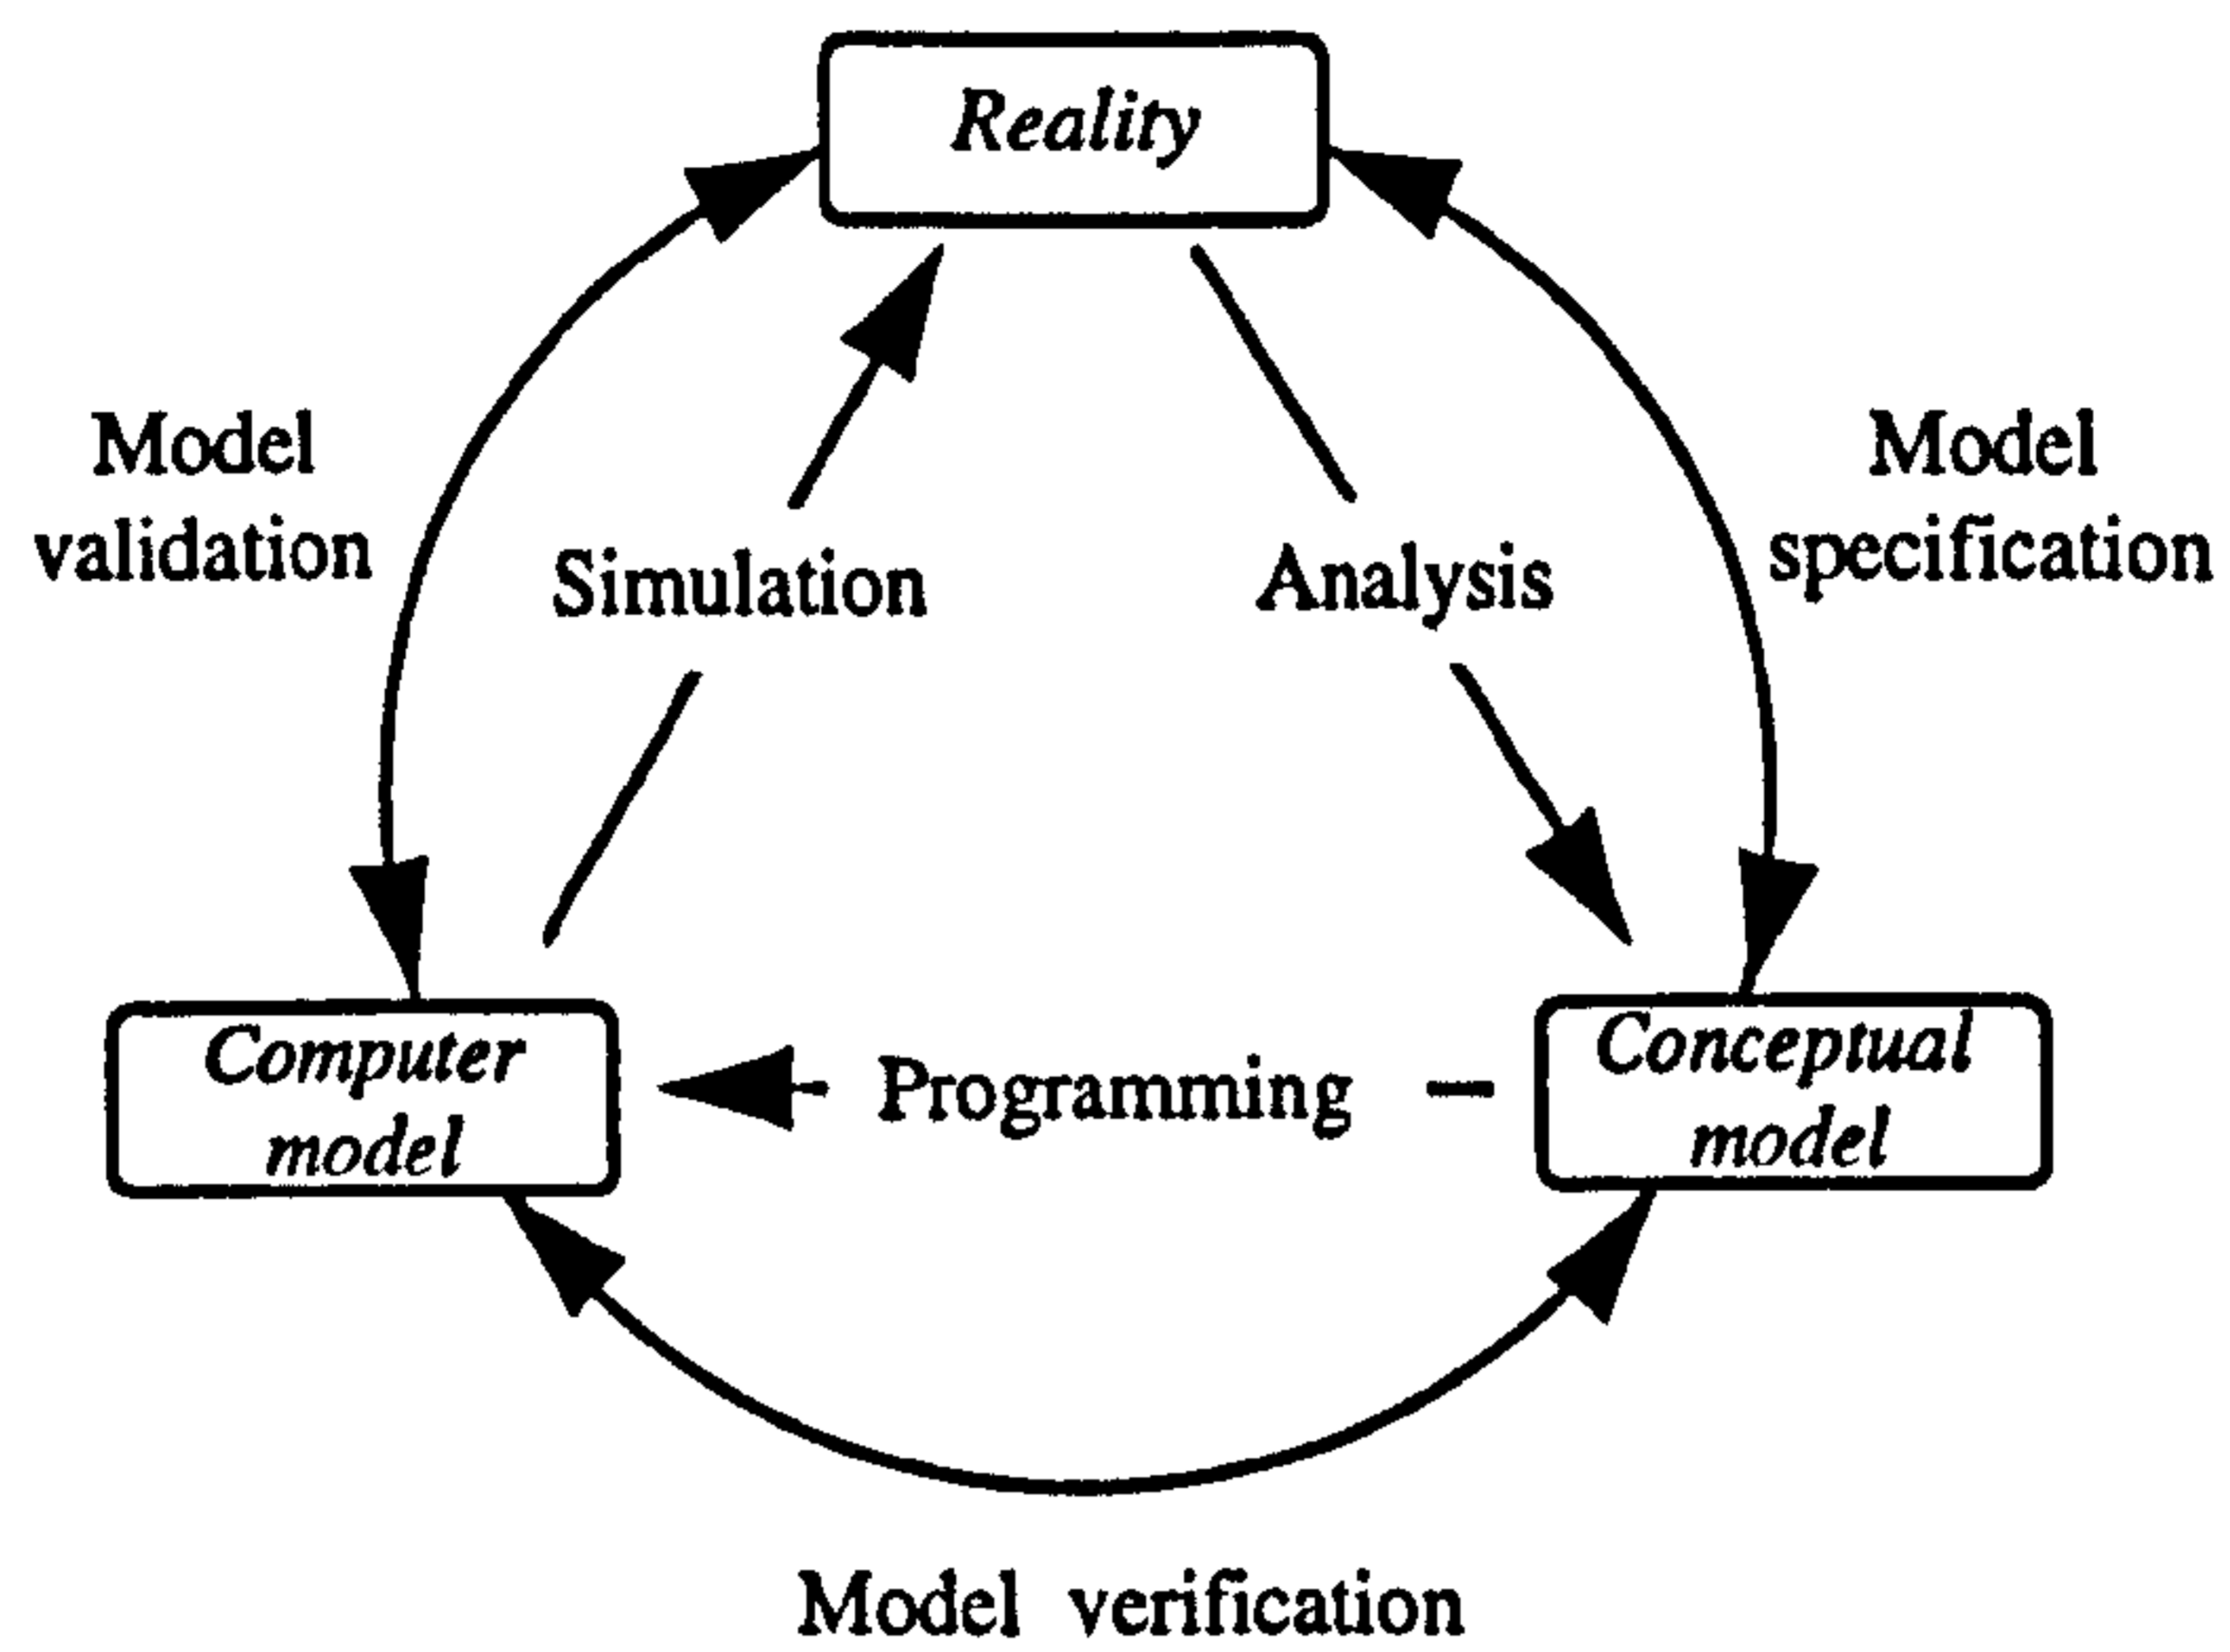 Reality
Model
validation
Simulation
Analysis
Model
specification
Computer
model
Programming
Conceptual
model
Model verification